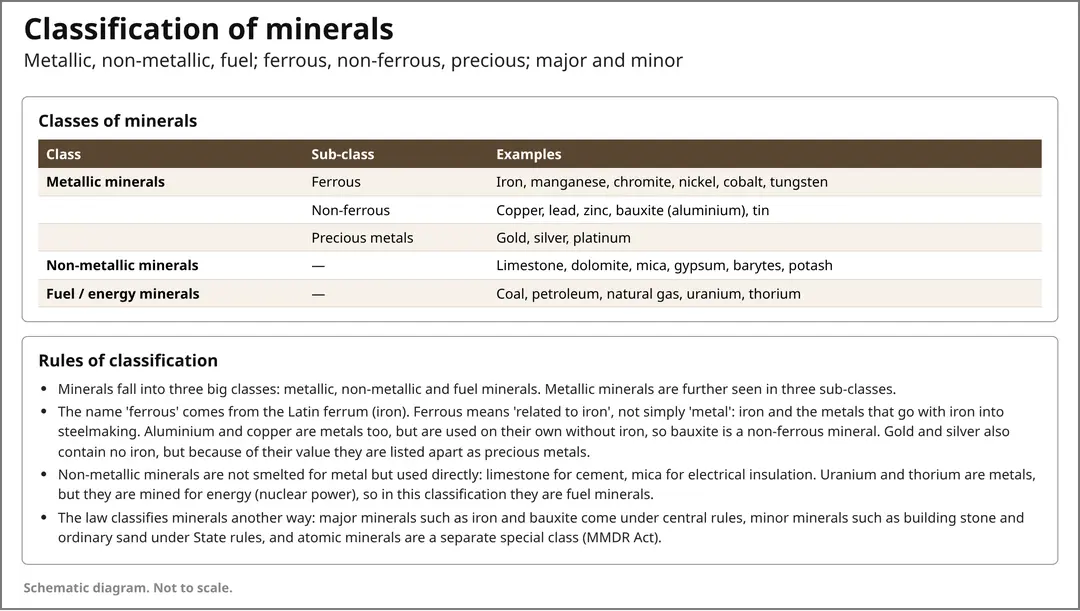 Classification of minerals
Metallic, non-metallic, fuel; ferrous, non-ferrous, precious; major and minor
Classes of minerals
Class Sub-class Examples
Metallic minerals Ferrous Iron, manganese, chromite, nickel, cobalt, tungsten
Non-ferrous Copper, lead, zinc, bauxite (aluminium), tin
Precious metals Gold, silver, platinum
Non-metallic minerals — Limestone, dolomite, mica, gypsum, barytes, potash
Fuel / energy minerals — Coal, petroleum, natural gas, uranium, thorium
Rules of classification
• Minerals fall into three big classes: metallic, non-metallic and fuel minerals. Metallic minerals are further seen in three sub-classes.
• The name 'ferrous' comes from the Latin ferrum (iron). Ferrous means 'related to iron', not simply 'metal': iron and the metals that go with iron into
steelmaking. Aluminium and copper are metals too, but are used on their own without iron, so bauxite is a non-ferrous mineral. Gold and silver also
contain no iron, but because of their value they are listed apart as precious metals.
• Non-metallic minerals are not smelted for metal but used directly: limestone for cement, mica for electrical insulation. Uranium and thorium are metals,
but they are mined for energy (nuclear power), so in this classification they are fuel minerals.
• The law classifies minerals another way: major minerals such as iron and bauxite come under central rules, minor minerals such as building stone and
ordinary sand under State rules, and atomic minerals are a separate special class (MMDR Act).
Schematic diagram. Not to scale.